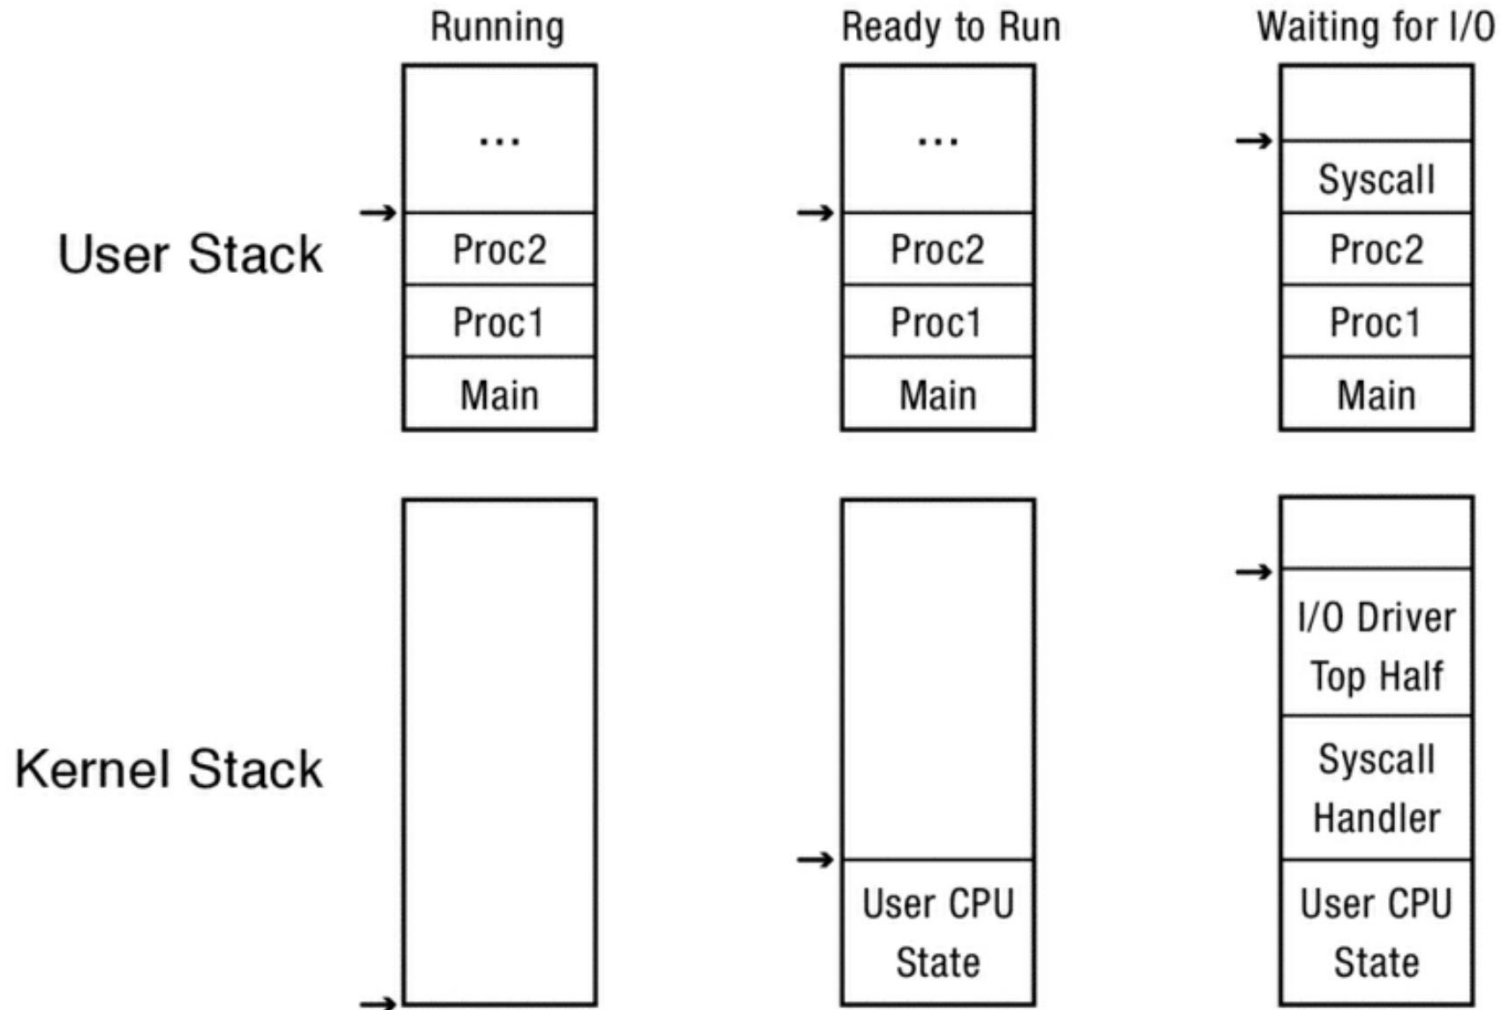 Running
Ready to Run
Waiting for I/O
User Stack
...
Proc2
Proc1
Main
...
Proc2
Proc1
Main
Syscall
Proc2
Proc1
Main
Kernel Stack
User CPU
State
I/O Driver
Top Half
Syscall
Handler
User CPU
State